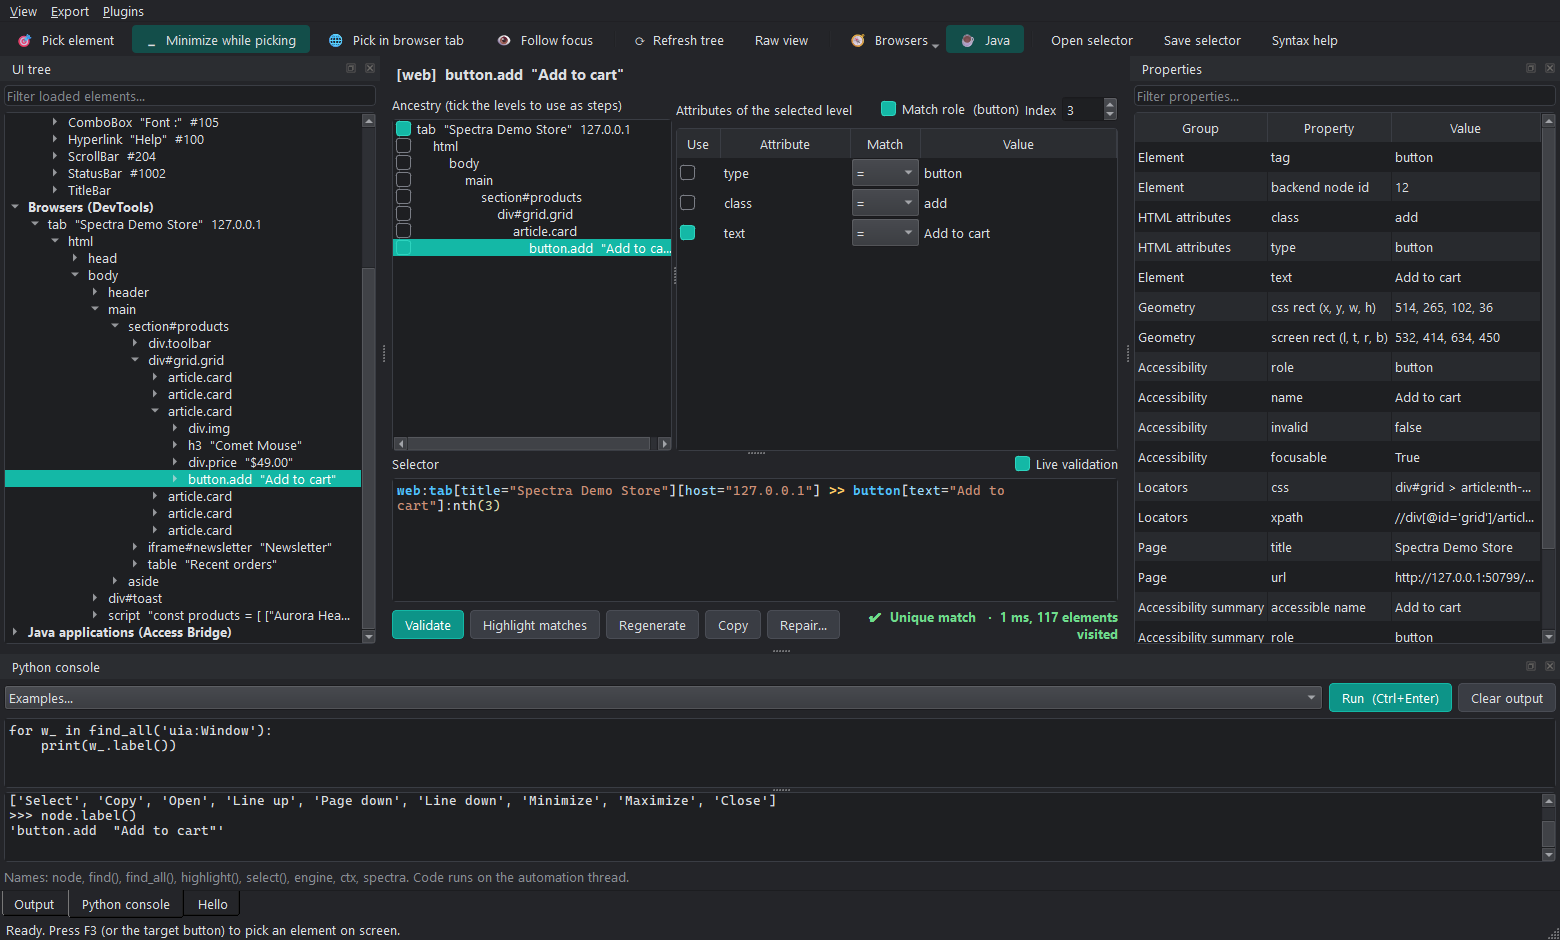 View Export Plugins
Pick element Minimize while picking Pick in browser tab Follow focus Refresh tree Raw view Browsers Java Open selector Save selector Syntax help
UI tree
Filter loaded elements...
ComboBox "Font :" #105
Hyperlink "Help" #100
ScrollBar #204
StatusBar #1002
TitleBar
Browsers (DevTools)
tab "Spectra Demo Store" 127.0.0.1
html
head
body
header
main
section#products
div.toolbar
div#grid.grid
article.card
article.card
article.card
div.img
h3 "Comet Mouse"
div.price "$49.00"
button.add "Add to cart"
article.card
article.card
article.card
iframe#newsletter "Newsletter"
table "Recent orders"
aside
div#toast
script "const products = [ ["Aurora Hea...
Java applications (Access Bridge)
[web] button.add "Add to cart"
Ancestry (tick the levels to use as steps)
tab "Spectra Demo Store" 127.0.0.1
html
body
main
section#products
div#grid.grid
article.card
button.add "Add to ca...
Attributes of the selected level Match role (button) Index 3
Use Attribute Match Value
type = button
class = add
text = Add to cart
Selector Live validation
web:tab[title="Spectra Demo Store"][host="127.0.0.1"] >> button[text="Add to
cart"]:nth(3)
Validate Highlight matches Regenerate Copy Repair...
✔ Unique match · 1 ms, 117 elements
visited
Properties
Filter properties...
Group Property Value
Element tag button
Element backend node id 12
HTML attributes class add
HTML attributes type button
Element text Add to cart
Geometry css rect (x, y, w, h) 514, 265, 102, 36
Geometry screen rect (l, t, r, b) 532, 414, 634, 450
Accessibility role button
Accessibility name Add to cart
Accessibility invalid false
Accessibility focusable True
Locators css div#grid > article:nth-...
Locators xpath //div[@id='grid']/articl...
Page title Spectra Demo Store
Page url http://127.0.0.1:50799/...
Accessibility summary accessible name Add to cart
Accessibility summary role button
Python console
Examples... Run (Ctrl+Enter) Clear output
for w_ in find_all('uia:Window'):
print(w_.label())
['Select', 'Copy', 'Open', 'Line up', 'Page down', 'Line down', 'Minimize', 'Maximize', 'Close']
>>> node.label()
'button.add "Add to cart"'
Names: node, find(), find_all(), highlight(), select(), engine, ctx, spectra. Code runs on the automation thread.
Output Python console Hello
Ready. Press F3 (or the target button) to pick an element on screen.